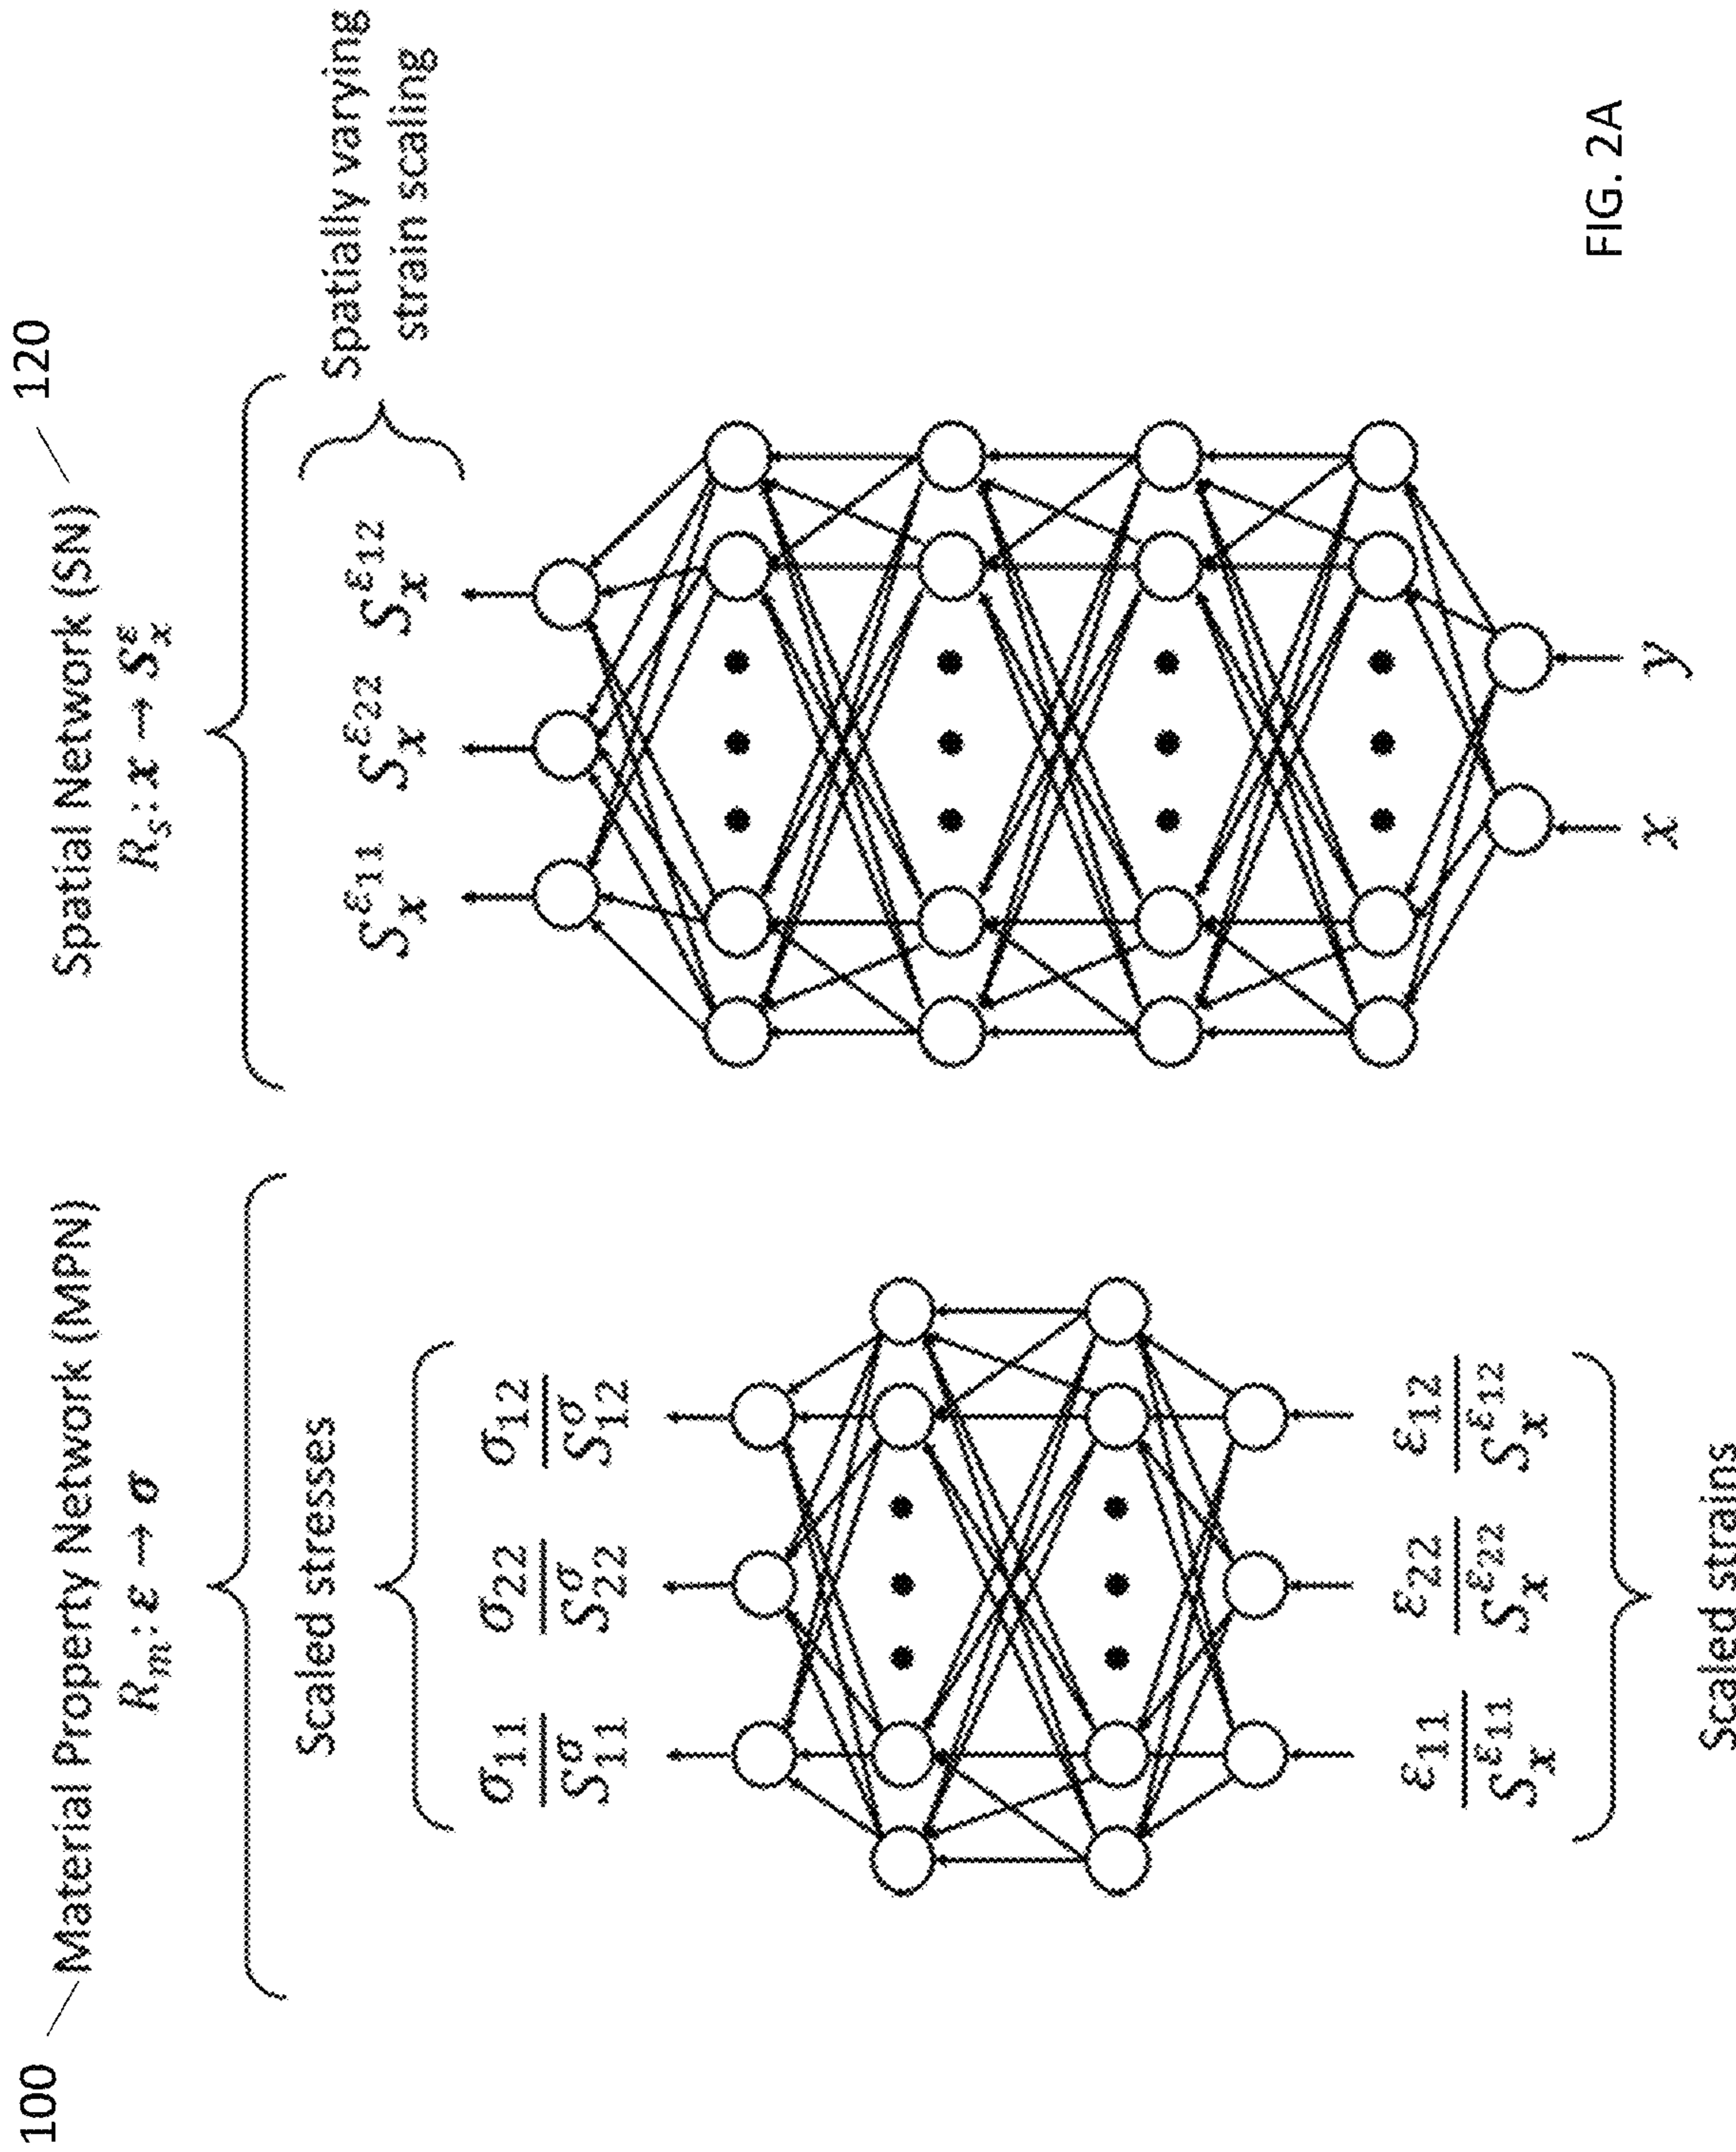 100
Material Property Network (MPN)
Rₘ: ε → σ
Scaled stresses
σ₁₁/S₁₁^σ σ₂₂/S₂₂^σ σ₁₂/S₁₂^σ
ε₁₁/Sₓ^ε₁₁ ε₂₂/Sₓ^ε₂₂ ε₁₂/Sₓ^ε₁₂
Scaled strains
120
Spatial Network (SN)
Rₛ: x → Sₓ^ε
Sₓ^ε₁₁ Sₓ^ε₂₂ Sₓ^ε₁₂
Spatially varying
strain scaling
x y
FIG. 2A